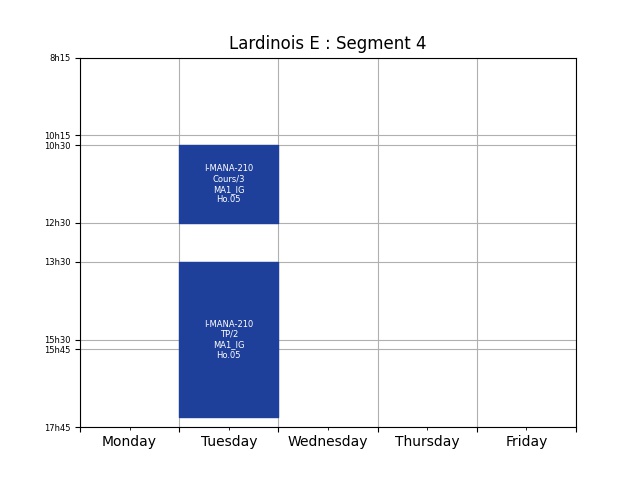 Lardinois E : Segment 4
8h15
10h15
10h30
I-MANA-210
Cours/3
MA1_IG
Ho.05
12h30
13h30
I-MANA-210
TP/2
MA1_IG
Ho.05
15h30
15h45
17h45
Monday Tuesday Wednesday Thursday Friday